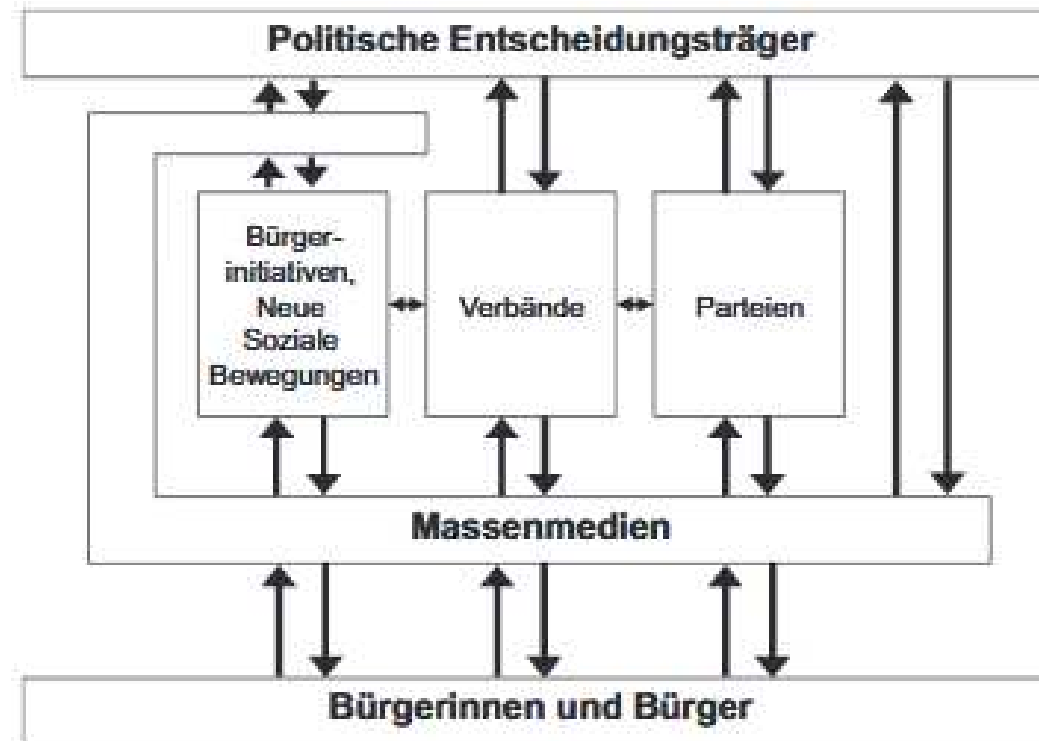 Politische Entscheidungsträger
Bürger-
initiativen,
Neue
Soziale
Bewegungen
Verbände
Parteien
Massenmedien
Bürgerinnen und Bürger